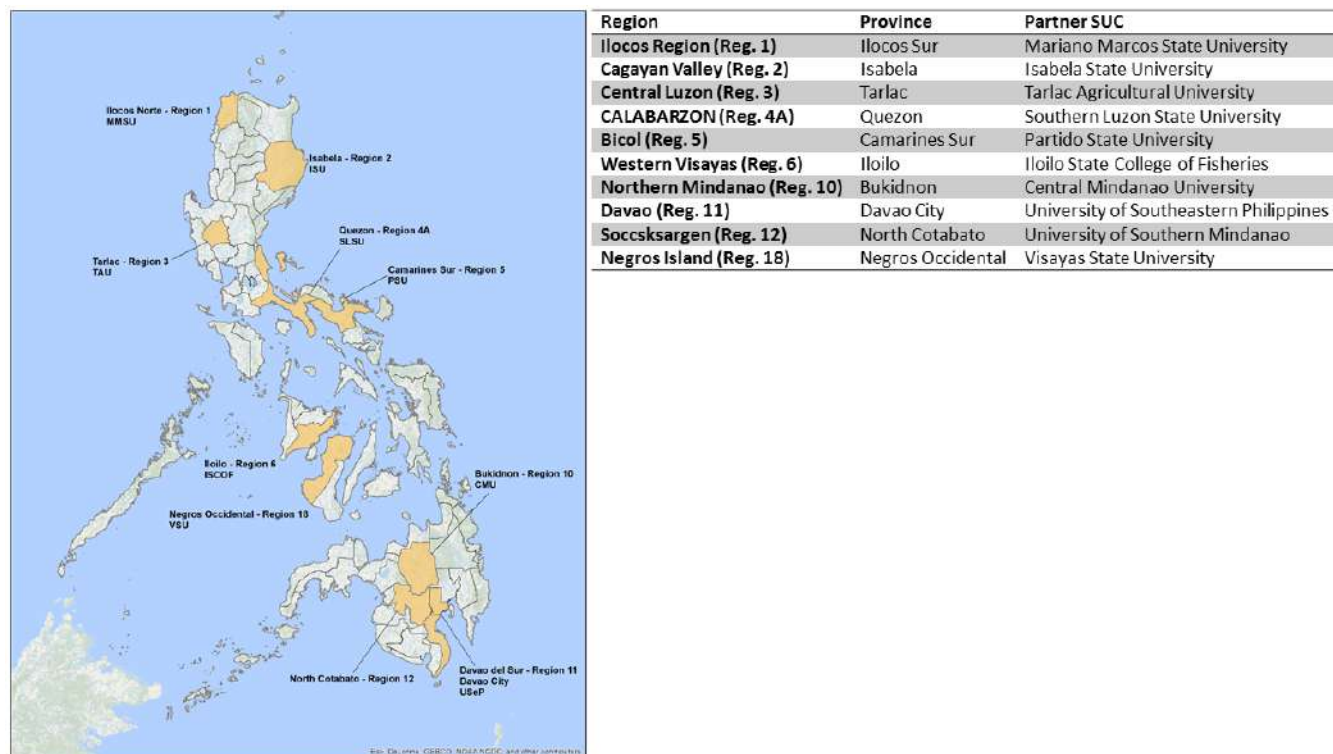 Ilocos Norte - Region 1
MMSU
Isabela - Region 2
ISU
Quezon - Region 4A
SLSU
Tarlac - Region 3
TAU
Camarines Sur - Region 5
PSU
Iloilo - Region 6
ISCOF
Bukidnon - Region 10
CMU
Negros Occidental - Region 18
VSU
North Cotabato - Region 12
Davao del Sur - Region 11
Davao City
USeP
Region Province Partner SUC
Ilocos Region (Reg. 1) Ilocos Sur Mariano Marcos State University
Cagayan Valley (Reg. 2) Isabela Isabela State University
Central Luzon (Reg. 3) Tarlac Tarlac Agricultural University
CALABARZON (Reg. 4A) Quezon Southern Luzon State University
Bicol (Reg. 5) Camarines Sur Partido State University
Western Visayas (Reg. 6) Iloilo Iloilo State College of Fisheries
Northern Mindanao (Reg. 10) Bukidnon Central Mindanao University
Davao (Reg. 11) Davao City University of Southeastern Philippines
Soccsksargen (Reg. 12) North Cotabato University of Southern Mindanao
Negros Island (Reg. 18) Negros Occidental Visayas State University